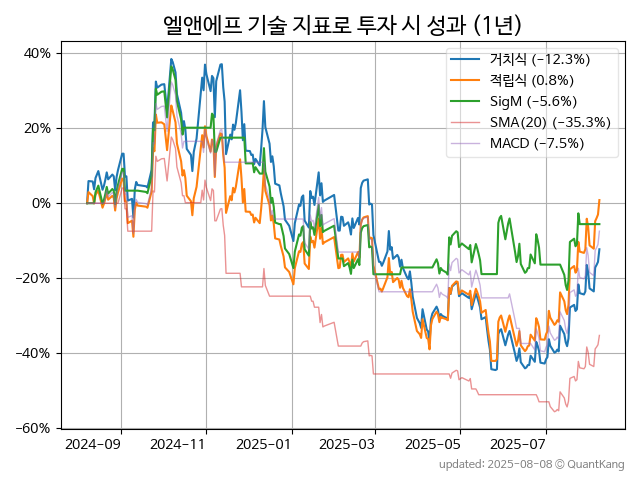 엘앤에프 기술 지표로 투자 시 성과 (1년)
거치식 (−12.3%)
적립식 (0.8%)
SigM (−5.6%)
SMA(20) (−35.3%)
MACD (−7.5%)
40%
20%
0%
−20%
−40%
−60%
2024-09 2024-11 2025-01 2025-03 2025-05 2025-07
updated: 2025-08-08 © QuantKang